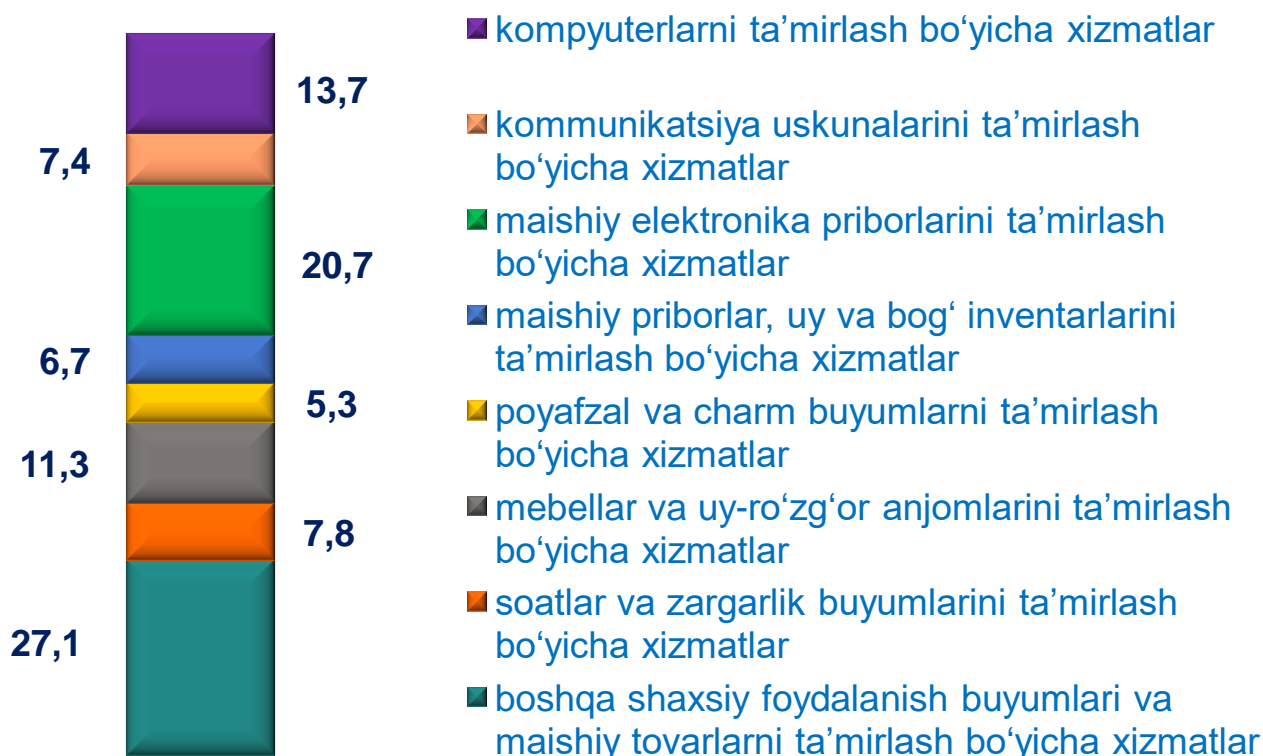 13,7
7,4
20,7
6,7
5,3
11,3
7,8
27,1
kompyuterlarni ta’mirlash bo‘yicha xizmatlar
kommunikatsiya uskunalarini ta’mirlash
bo‘yicha xizmatlar
maishiy elektronika priborlarini ta’mirlash
bo‘yicha xizmatlar
maishiy priborlar, uy va bog‘ inventarlarini
ta’mirlash bo‘yicha xizmatlar
poyafzal va charm buyumlarni ta’mirlash
bo‘yicha xizmatlar
mebellar va uy-ro‘zg‘or anjomlarini ta’mirlash
bo‘yicha xizmatlar
soatlar va zargarlik buyumlarini ta’mirlash
bo‘yicha xizmatlar
boshqa shaxsiy foydalanish buyumlari va
maishiy tovarlarni ta’mirlash bo‘yicha xizmatlar